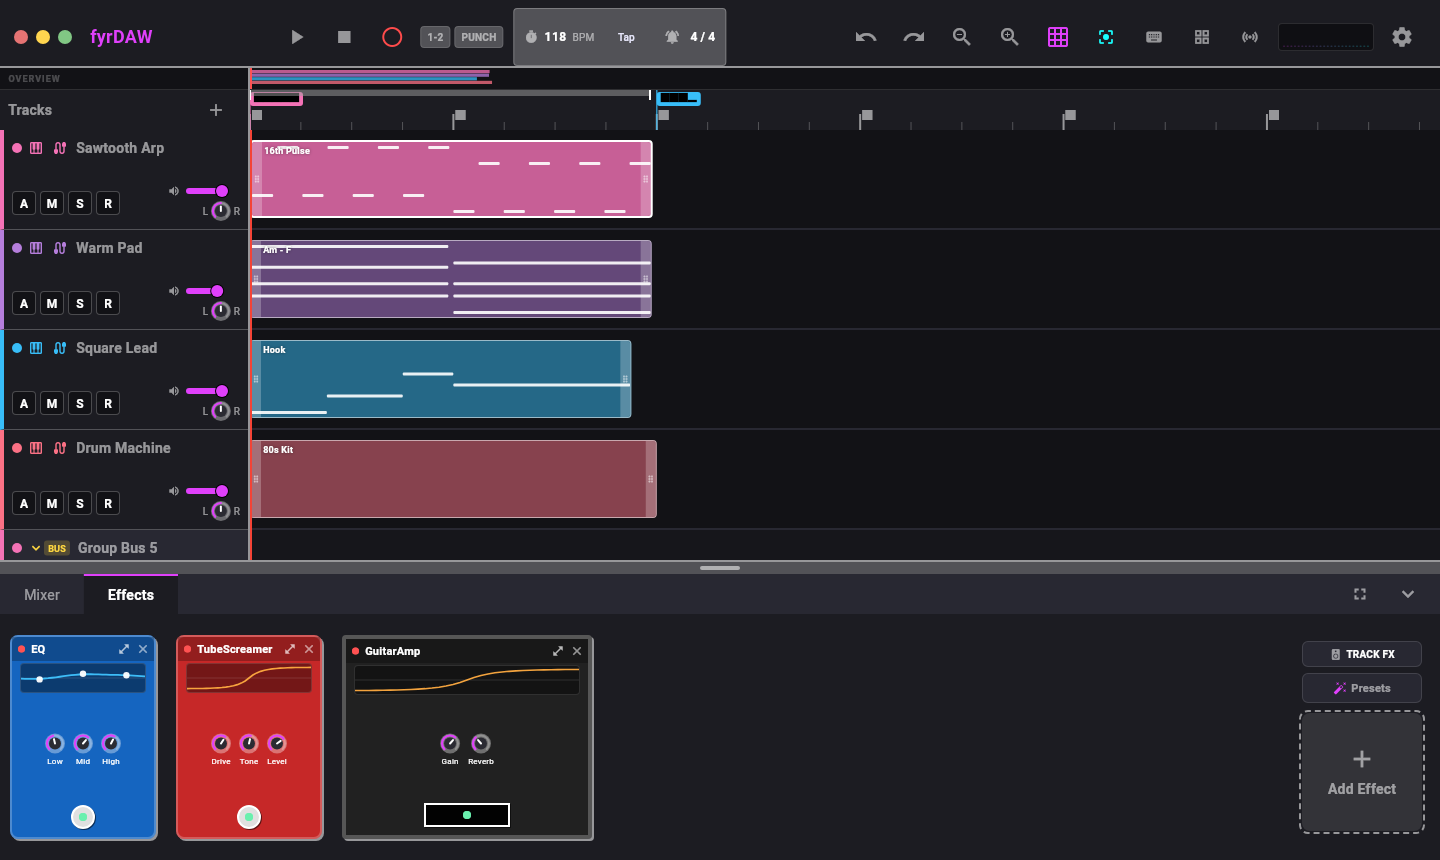 fyrDAW
1-2
PUNCH
118 BPM
Tap
4 / 4
OVERVIEW
Tracks
Sawtooth Arp
A M S R
L R
16th Pulse
Warm Pad
A M S R
L R
Am - F
Square Lead
A M S R
L R
Hook
Drum Machine
A M S R
L R
80s Kit
BUS
Group Bus 5
Mixer
Effects
EQ
Low Mid High
TubeScreamer
Drive Tone Level
GuitarAmp
Gain Reverb
TRACK FX
Presets
Add Effect